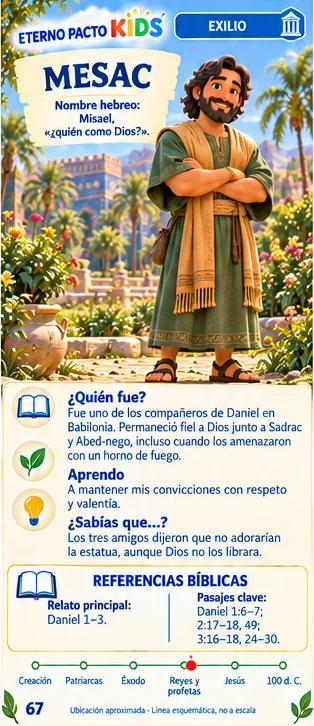 ETERNO PACTO KIDS
EXILIO
MESAC
Nombre hebreo:
Misael,
«¿quién como Dios?».
¿Quién fue?
Fue uno de los compañeros de Daniel en
Babilonia. Permaneció fiel a Dios junto a Sadrac
y Abed-nego, incluso cuando los amenazaron
con un horno de fuego.
Aprendo
A mantener mis convicciones con respeto
y valentía.
¿Sabías que...?
Los tres amigos dijeron que no adorarían
la estatua, aunque Dios no los librara.
REFERENCIAS BÍBLICAS
Relato principal:
Daniel 1–3.
Pasajes clave:
Daniel 1:6–7;
2:17–18, 49;
3:16–18, 24–30.
Creación
Patriarcas
Éxodo
Reyes y
profetas
Jesús
100 d. C.
67
Ubicación aproximada · Línea esquemática, no a escala